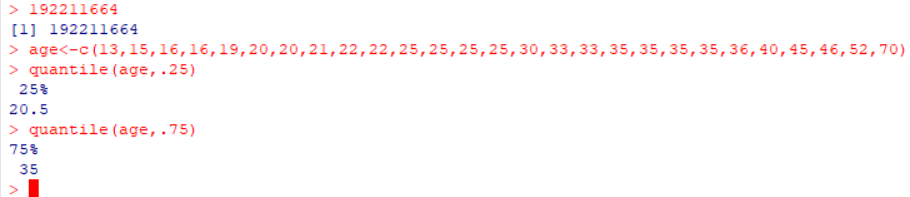 > 192211664
[1] 192211664
> age<-c(13,15,16,16,19,20,20,21,22,22,25,25,25,25,30,33,33,35,35,35,35,36,40,45,46,52,70)
> quantile(age,.25)
 25%
20.5
> quantile(age,.75)
75%
 35
>